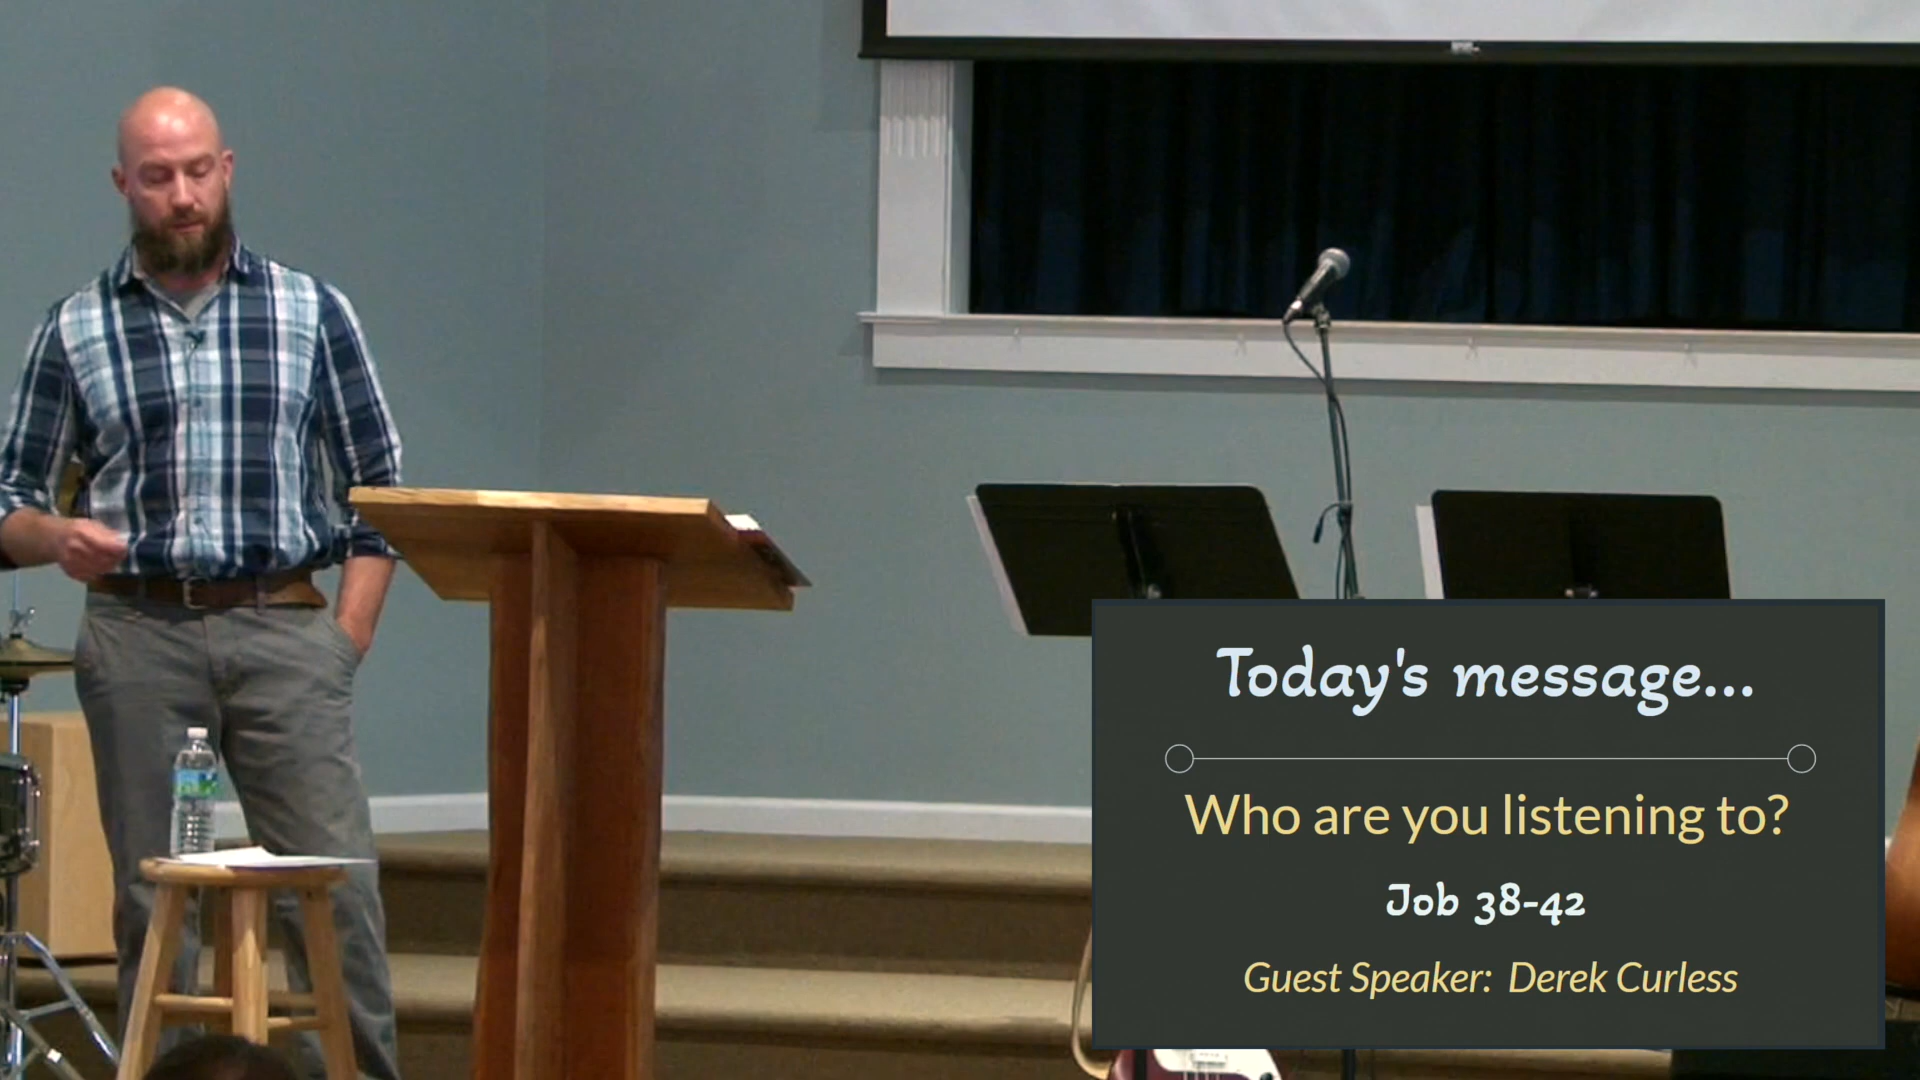 Today's message...
Who are you listening to?
Job 38-42
Guest Speaker: Derek Curless